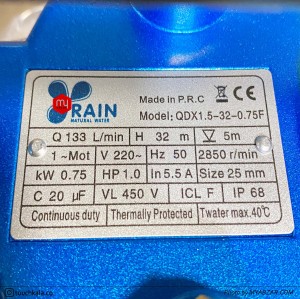 my
RAIN
NATURAL WATER
Made in P.R.C
Model: QDX1.5-32-0.75F
Q 133 L/min H 32 m ∇ 5m
1~Mot V 220~ Hz 50 2850 r/min
kW 0.75 HP 1.0 In 5.5 A Size 25 mm
C 20 µF VL 450 V ICL F IP 68
Continuous duty Thermally Protected Twater max.40℃